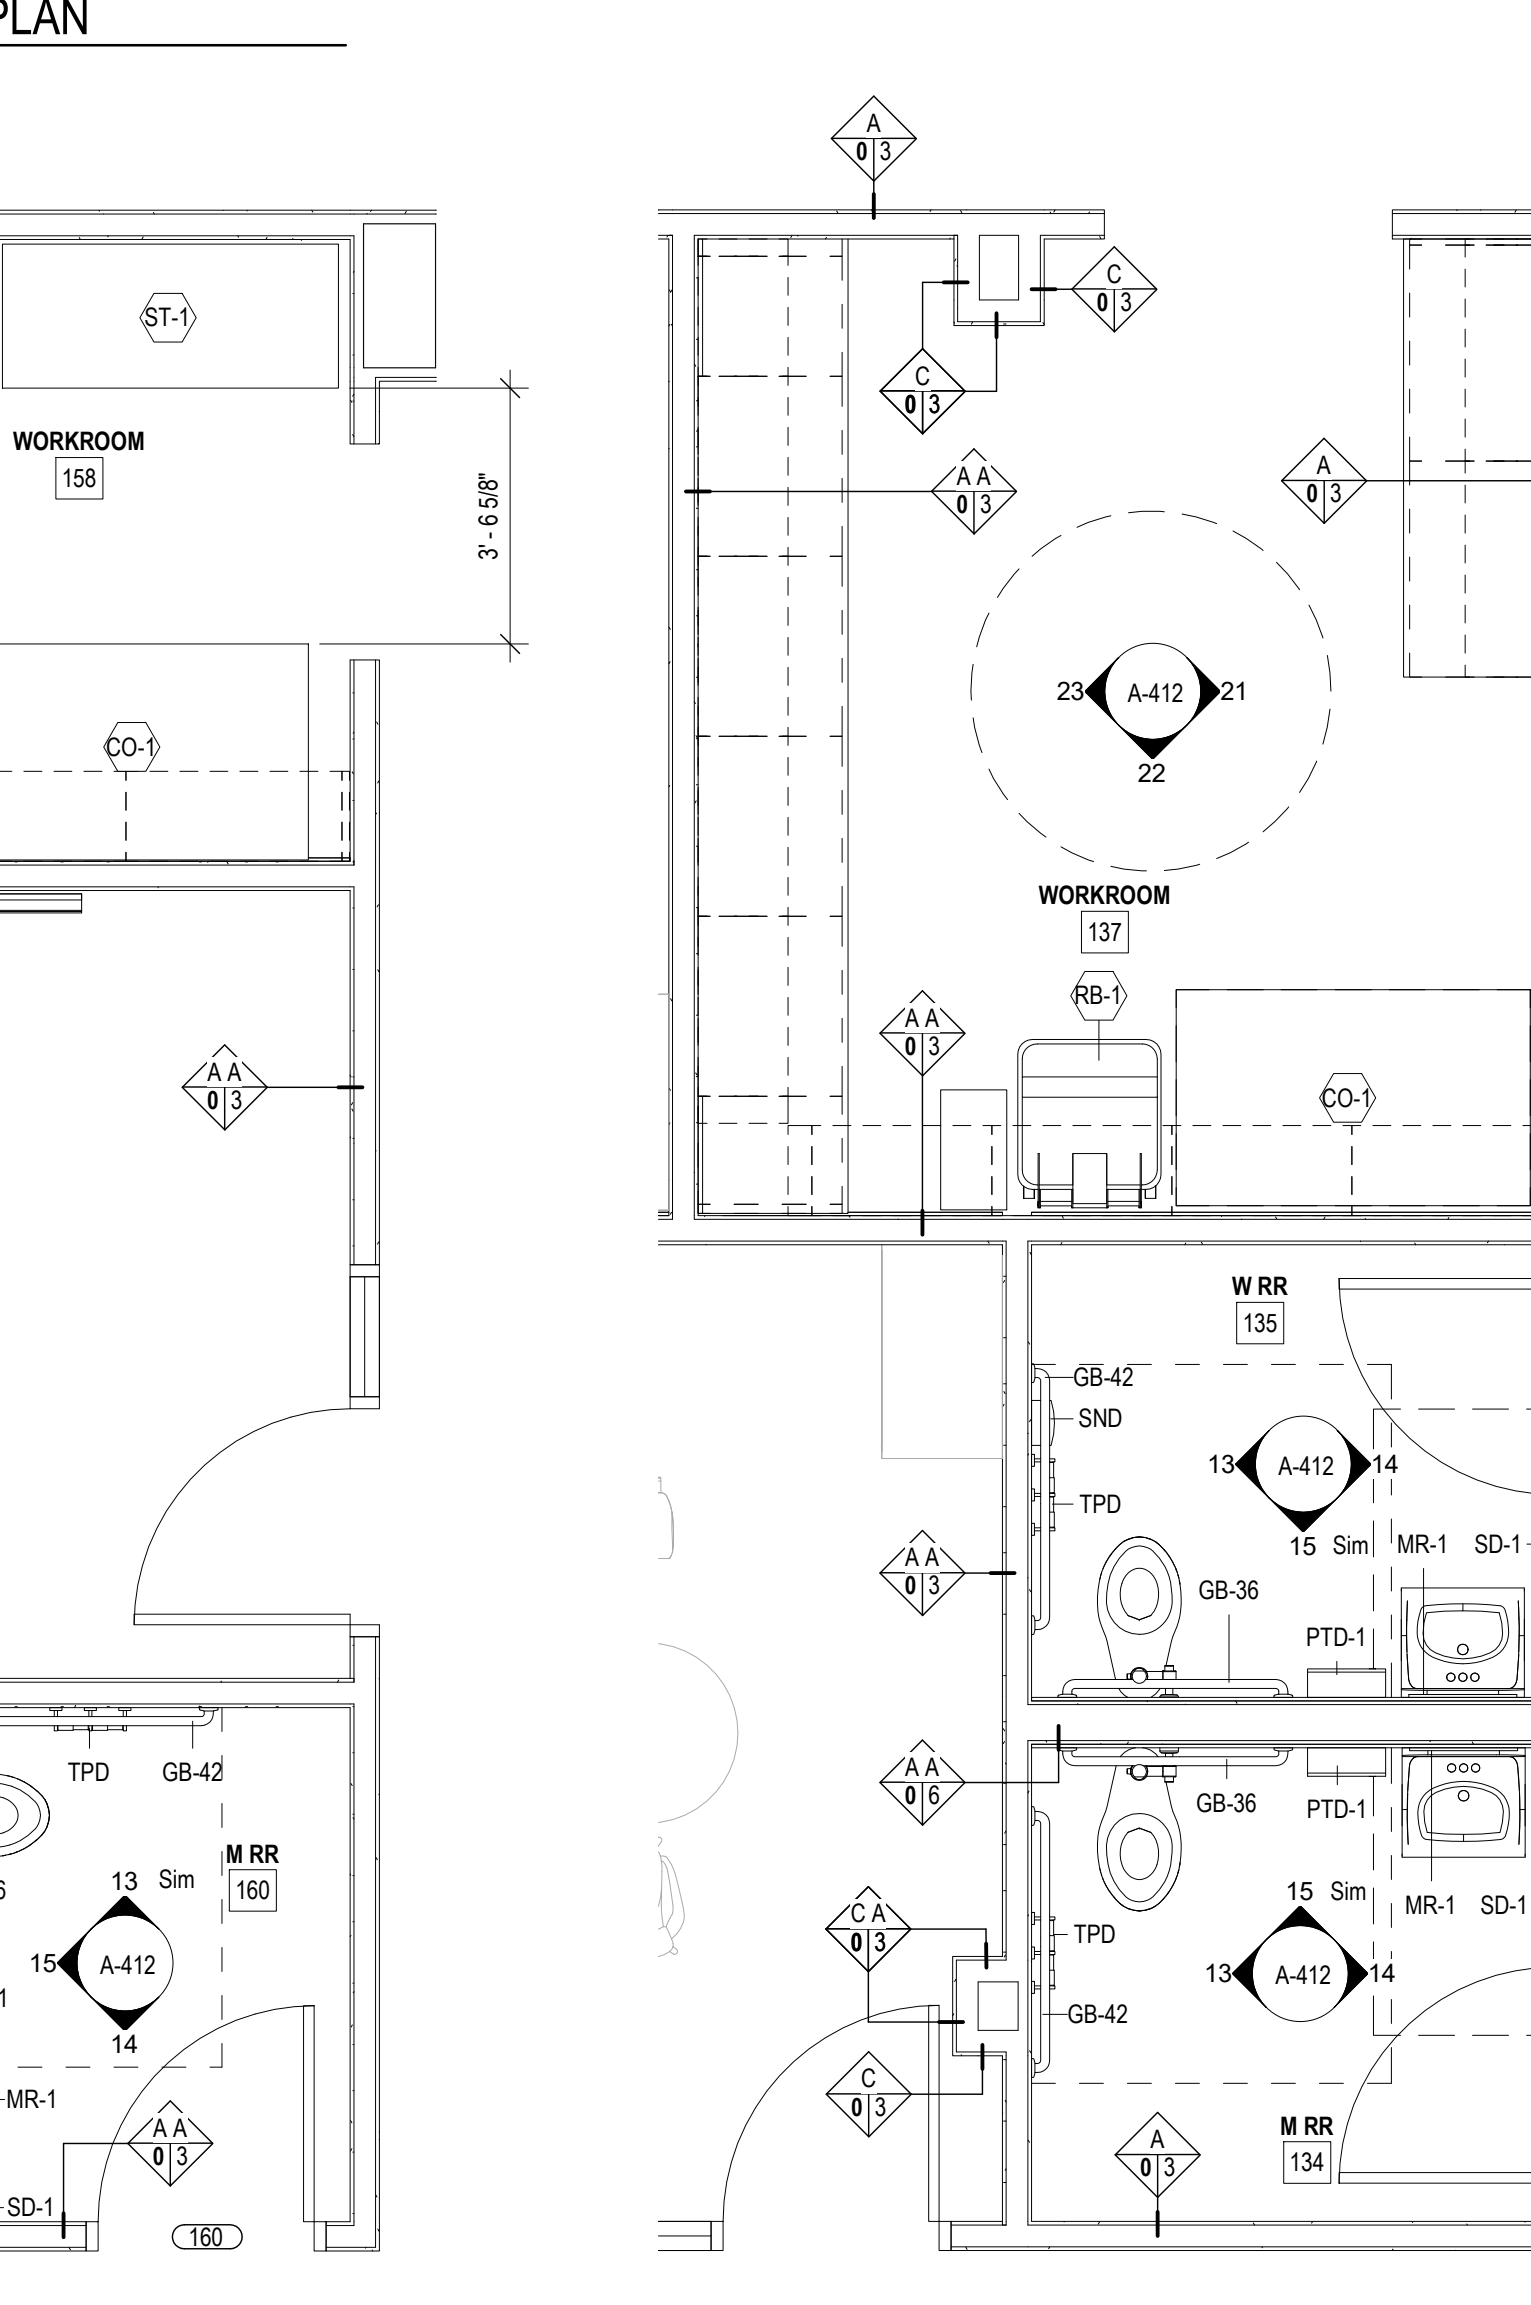 PLAN
A
0 3
ST-1
C
0 3
C
0 3
WORKROOM
158
3' - 6 5/8"
A A
0 3
A
0 3
CO-1
23
A-412
21
22
WORKROOM
137
RB-1
A A
0 3
A A
0 3
CO-1
W RR
135
GB-42
SND
13
A-412
14
TPD
15 Sim
MR-1
SD-1
A A
0 3
GB-36
PTD-1
TPD
GB-42
A A
0 6
GB-36
PTD-1
M RR
160
13 Sim
15
A-412
14
6
1
15 Sim
MR-1
SD-1
C A
0 3
TPD
13
A-412
14
GB-42
MR-1
C
0 3
A A
0 3
SD-1
160
A
0 3
M RR
134